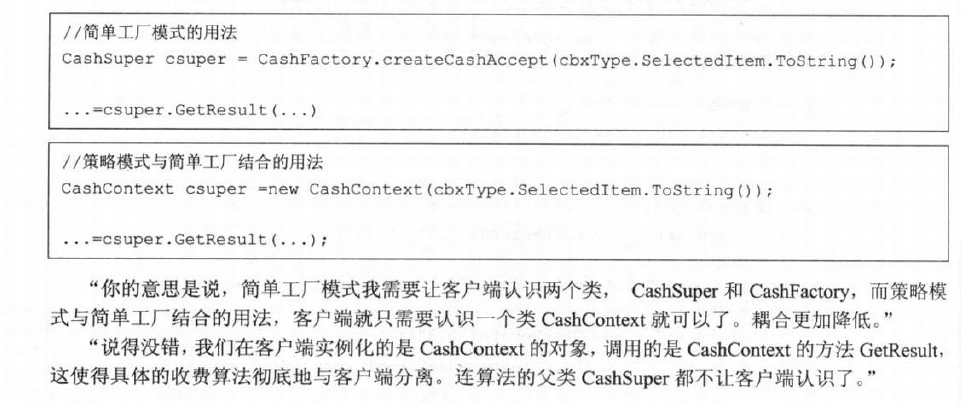 //简单工厂模式的用法
CashSuper csuper = CashFactory.createCashAccept(cbxType.SelectedItem.ToString());
...=csuper.GetResult(...)
//策略模式与简单工厂结合的用法
CashContext csuper =new CashContext(cbxType.SelectedItem.ToString());
...=csuper.GetResult(...);
“你的意思是说，简单工厂模式我需要让客户端认识两个类， CashSuper 和 CashFactory，而策略模
式与简单工厂结合的用法，客户端就只需要认识一个类 CashContext 就可以了。耦合更加降低。”
“说得没错，我们在客户端实例化的是 CashContext 的对象，调用的是 CashContext 的方法 GetResult，
这使得具体的收费算法彻底地与客户端分离。连算法的父类 CashSuper 都不让客户端认识了。”